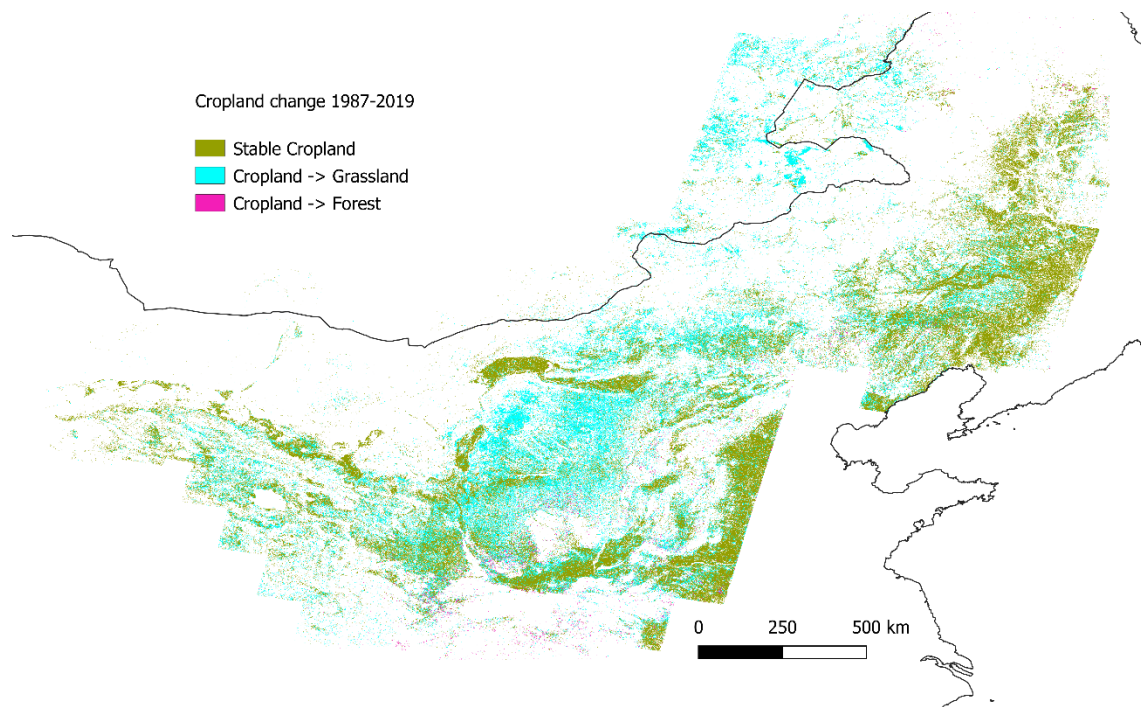 Cropland change 1987-2019
Stable Cropland
Cropland -> Grassland
Cropland -> Forest
0 250 500 km